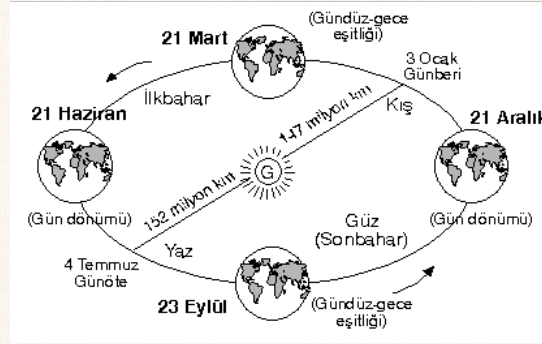 21 Mart
(Gündüz-gece
eşitliği)
3 Ocak
Günberi
21 Haziran
İlkbahar
147 milyon km
Kış
21 Aralık
G
(Gün dönümü)
152 milyon km
Güz
(Sonbahar)
(Gün dönümü)
4 Temmuz
Günöte
Yaz
23 Eylül
(Gündüz-gece
eşitliği)